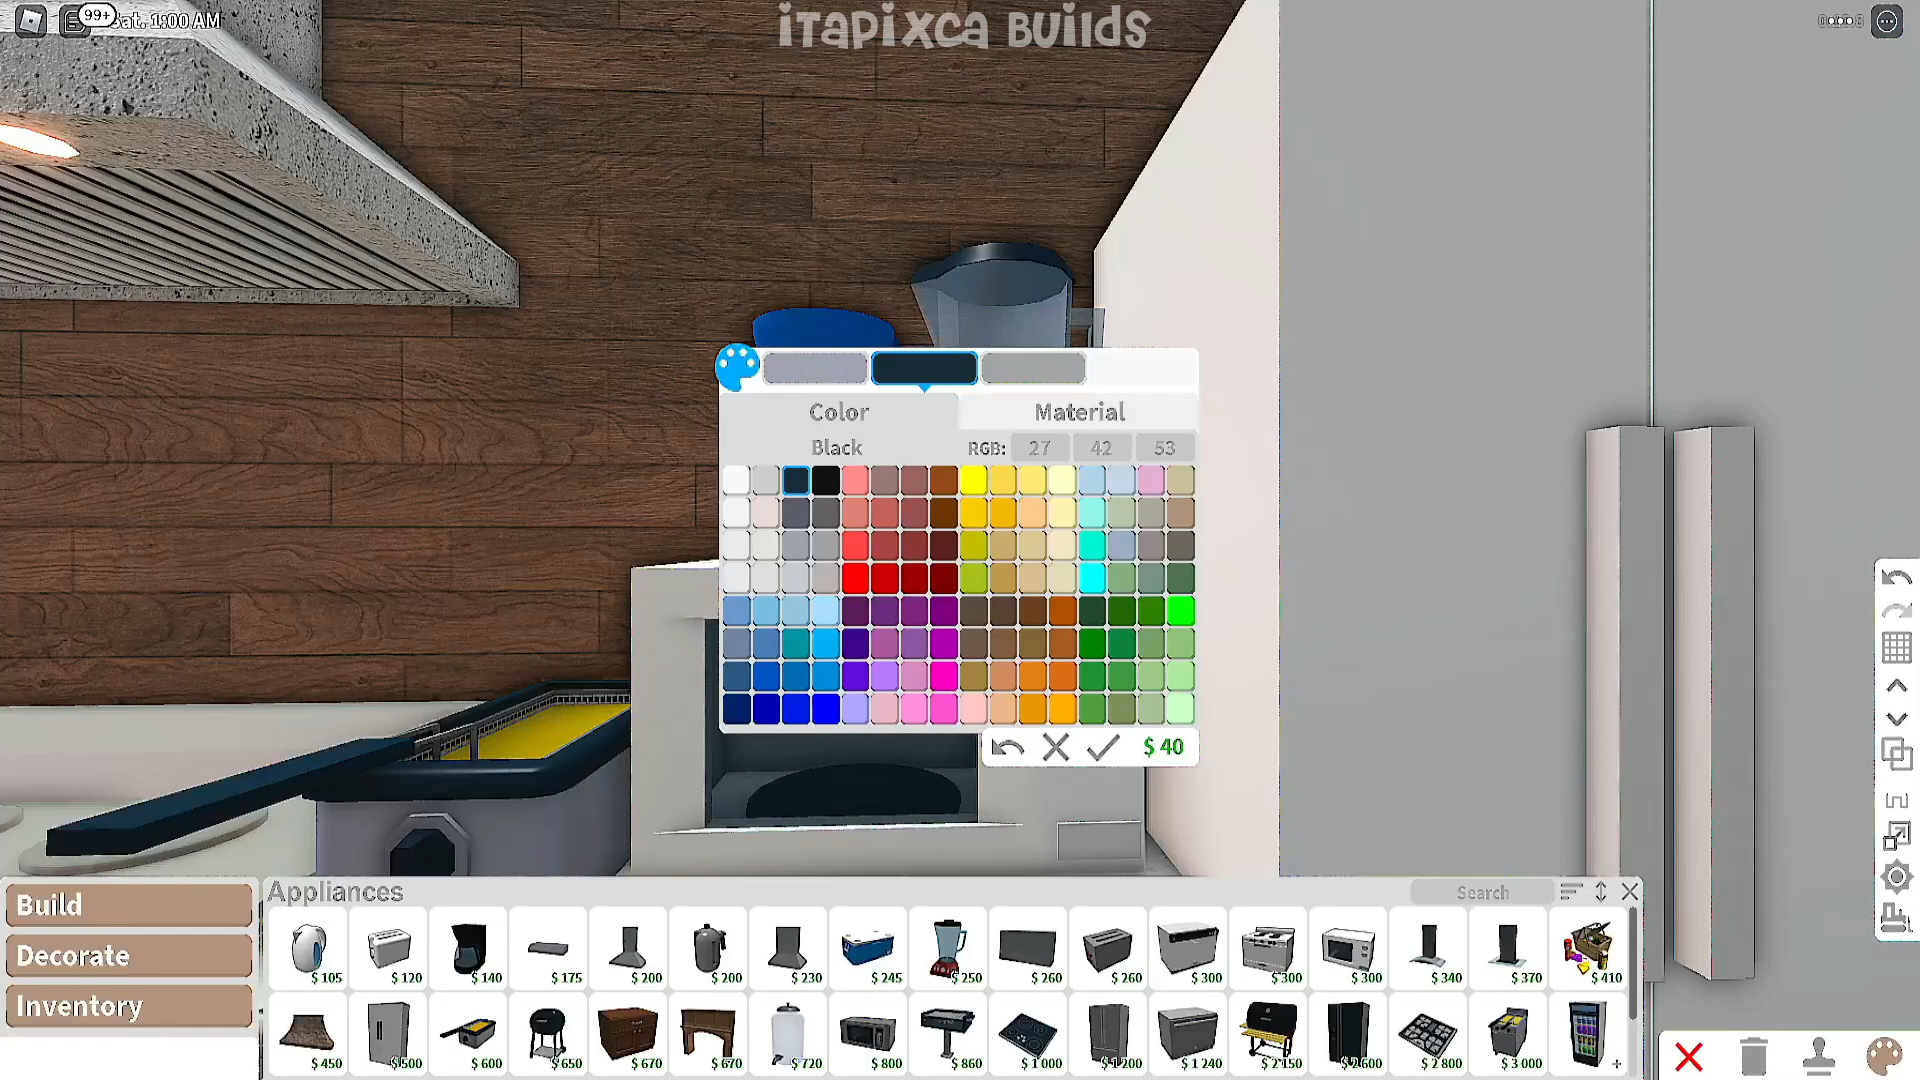 99+
Sat. 1:00 AM
iTapixca Builds
Color
Material
Black
RGB: 27 42 53
$ 40
Build
Decorate
Inventory
Appliances
Search
$ 105
$ 120
$ 140
$ 175
$ 200
$ 200
$ 230
$ 245
$ 250
$ 260
$ 260
$ 300
$ 300
$ 300
$ 340
$ 370
$ 410
$ 450
$ 500
$ 600
$ 650
$ 670
$ 670
$ 720
$ 800
$ 860
$ 1 000
$ 1 200
$ 1 240
$ 2 150
$ 2 600
$ 2 800
$ 3 000
+